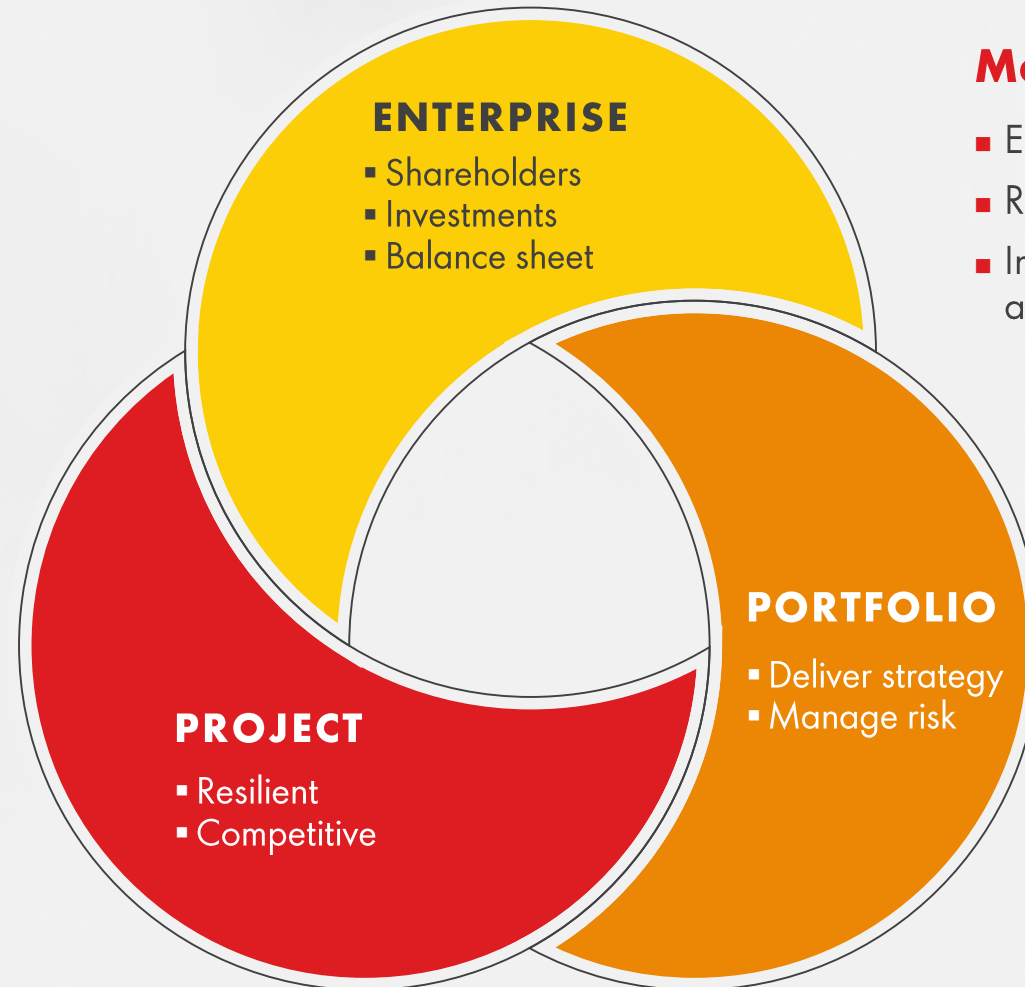 ENTERPRISE
▪ Shareholders
▪ Investments
▪ Balance sheet
PORTFOLIO
▪ Deliver strategy
▪ Manage risk
PROJECT
▪ Resilient
▪ Competitive